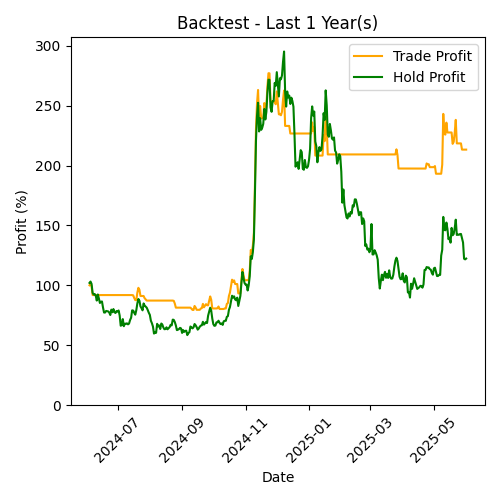 Backtest - Last 1 Year(s)
Trade Profit
Hold Profit
Profit (%)
300
250
200
150
100
50
0
2024-07
2024-09
2024-11
2025-01
2025-03
2025-05
Date